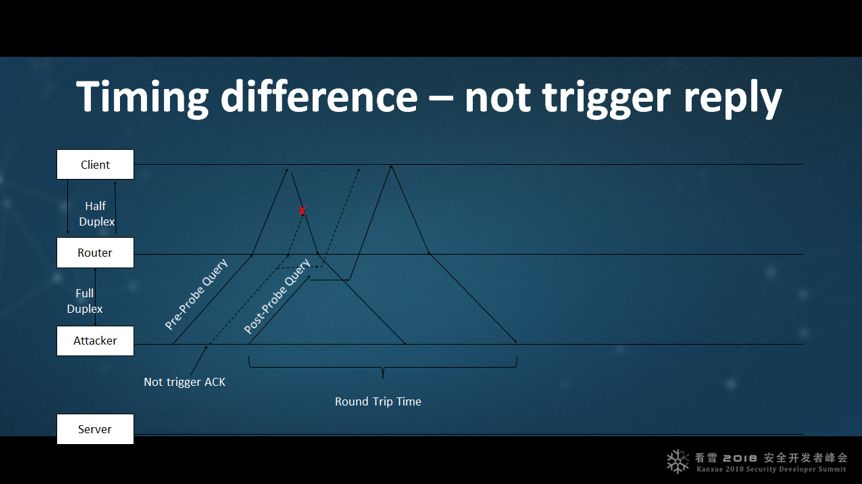 Timing difference – not trigger reply
Client
Half
Duplex
Router
Full
Duplex
Attacker
Server
Pre-Probe Query
Post-Probe Query
X
Not trigger ACK
Round Trip Time
看雪 2018 安全开发者峰会
Kanxue 2018 Security Developer Summit